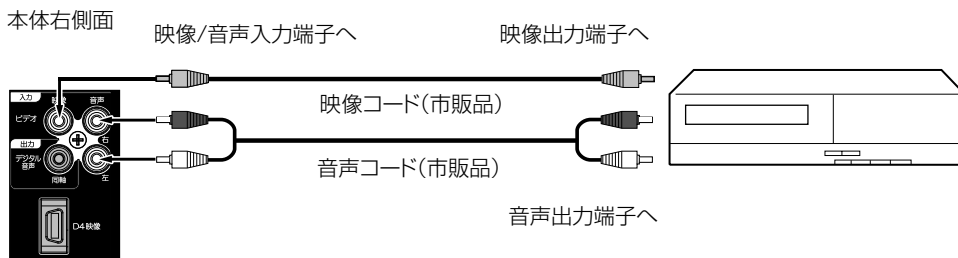 本体右側面
映像/音声入力端子へ
映像出力端子へ
映像コード(市販品)
音声コード(市販品)
音声出力端子へ
入力
映像
音声
ビデオ
右
出力
デジタル
音声
同軸
左
D4映像